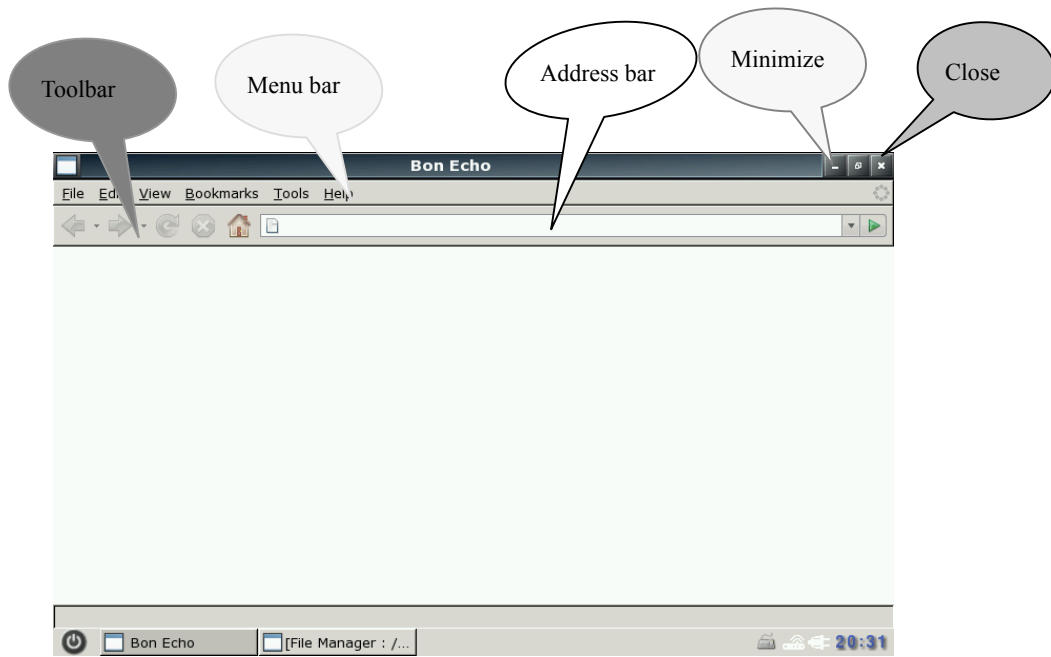 Toolbar
Menu bar
Address bar
Minimize
Close
Bon Echo
File Edit View Bookmarks Tools Help
Bon Echo
[File Manager : /...
20:31